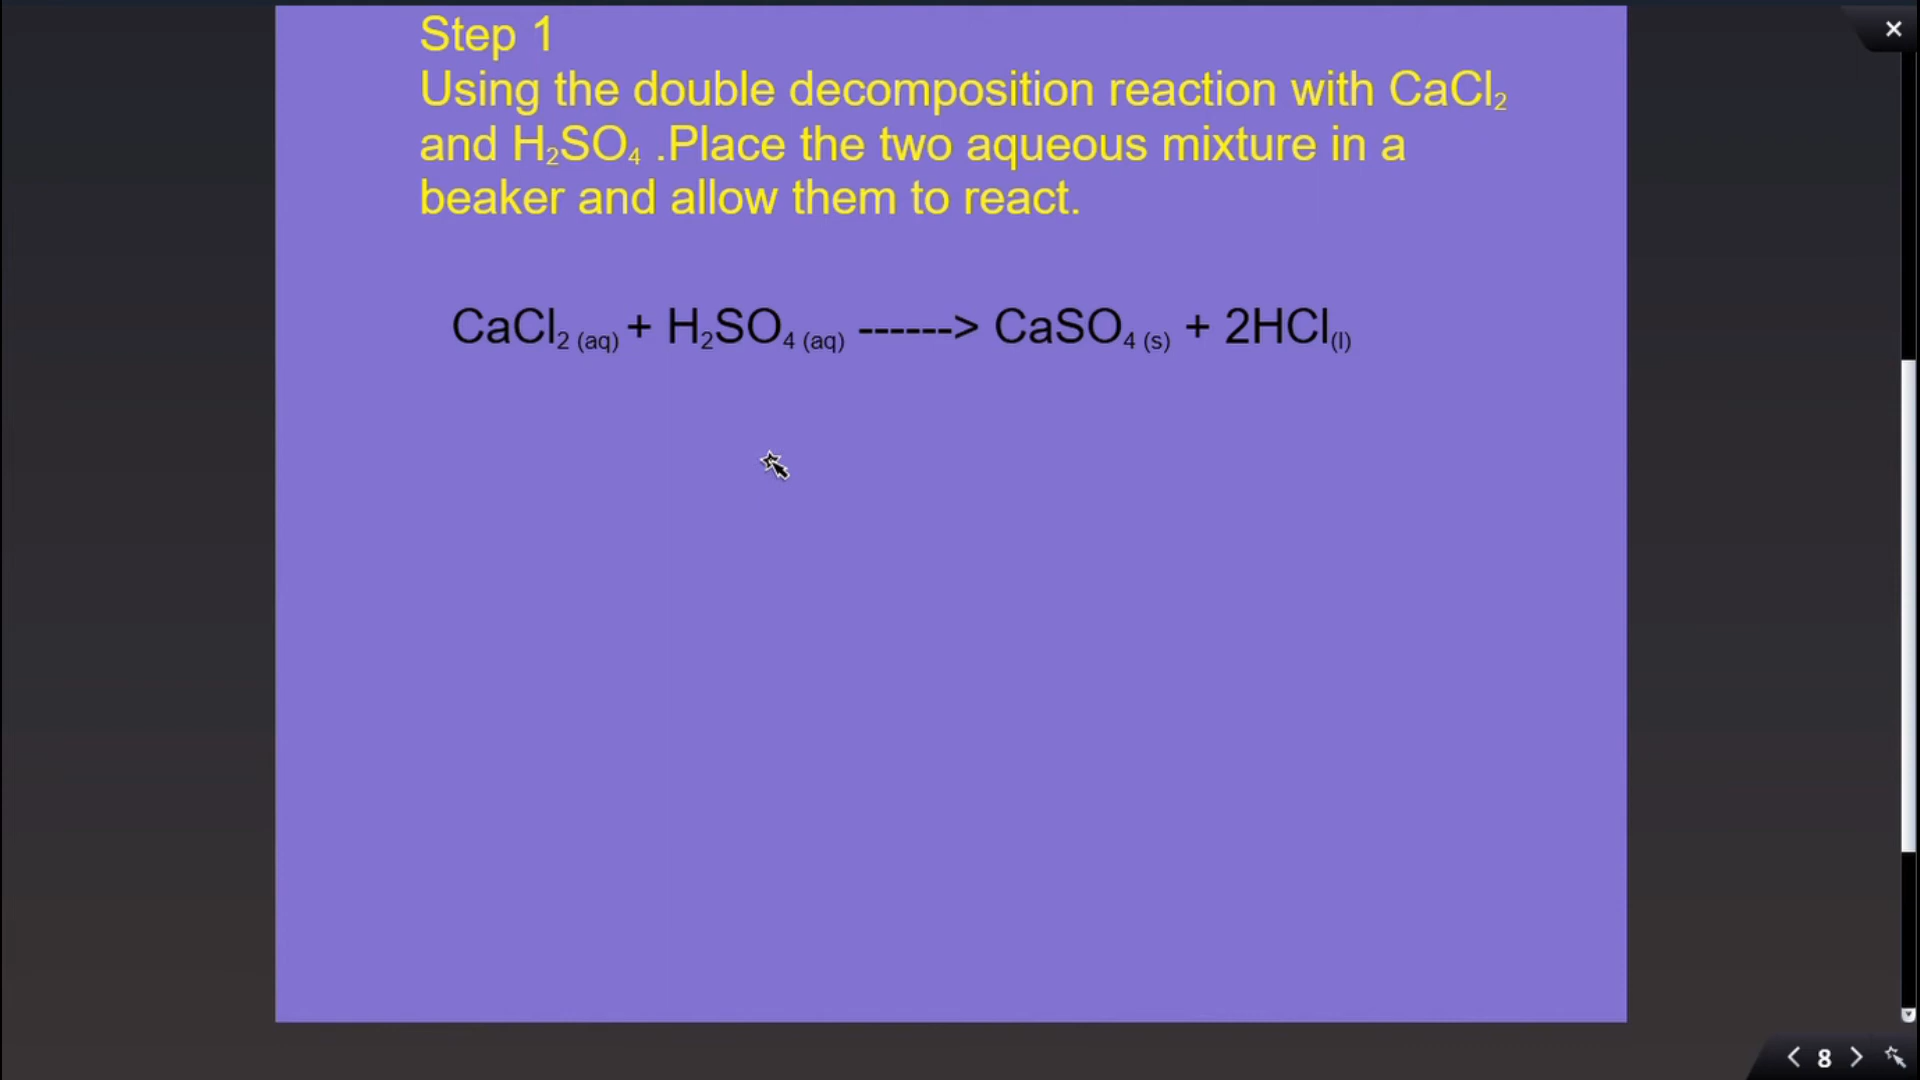 Step 1
Using the double decomposition reaction with CaCl₂
and H₂SO₄ .Place the two aqueous mixture in a
beaker and allow them to react.
CaCl₂ (aq) + H₂SO₄ (aq) ------> CaSO₄ (s) + 2HCl(l)
8